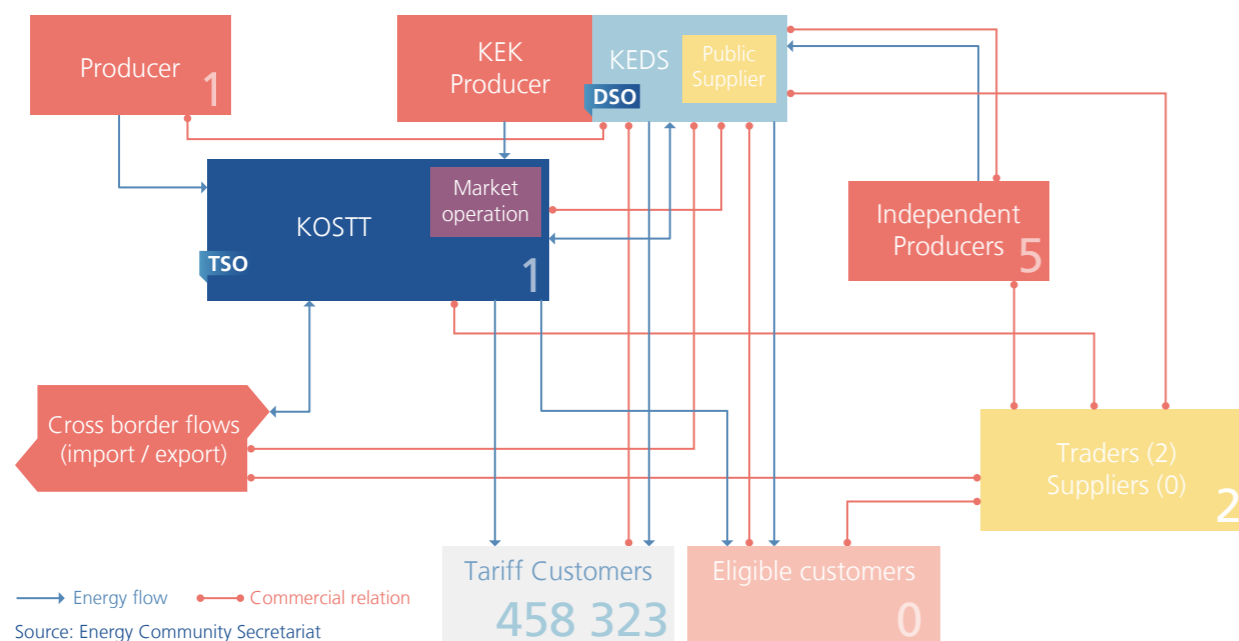 Producer
1
KEK
Producer
KEDS
Public
Supplier
DSO
Market
operation
KOSTT
TSO
1
Independent
Producers
5
Cross border flows
(import / export)
Traders (2)
Suppliers (0)
2
Tariff Customers
458 323
Eligible customers
0
Energy flow
Commercial relation
Source: Energy Community Secretariat